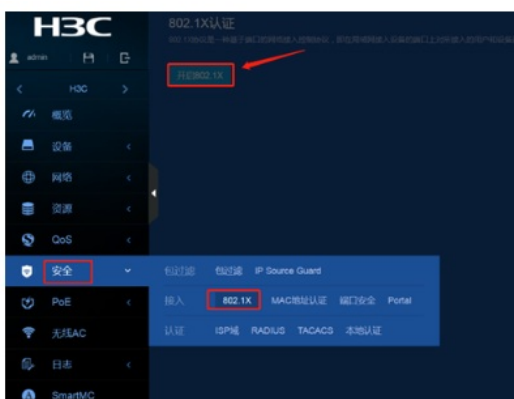 H3C
admin
H3C
概览
设备
网络
资源
QoS
安全
PoE
无线AC
日志
SmartMC
802.1X认证
开启802.1X
包过滤 包过滤 IP Source Guard
接入 802.1X MAC地址认证 端口安全 Portal
认证 ISP域 RADIUS TACACS 本地认证